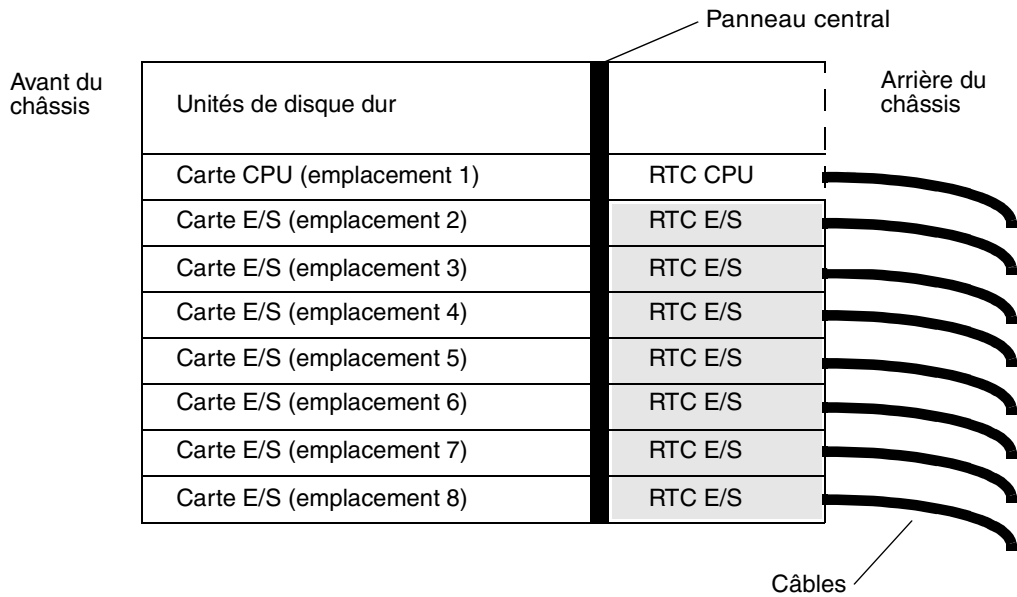 Panneau central
Avant du
châssis
Arrière du
châssis
Unités de disque dur
Carte CPU (emplacement 1) RTC CPU
Carte E/S (emplacement 2) RTC E/S
Carte E/S (emplacement 3) RTC E/S
Carte E/S (emplacement 4) RTC E/S
Carte E/S (emplacement 5) RTC E/S
Carte E/S (emplacement 6) RTC E/S
Carte E/S (emplacement 7) RTC E/S
Carte E/S (emplacement 8) RTC E/S
Câbles